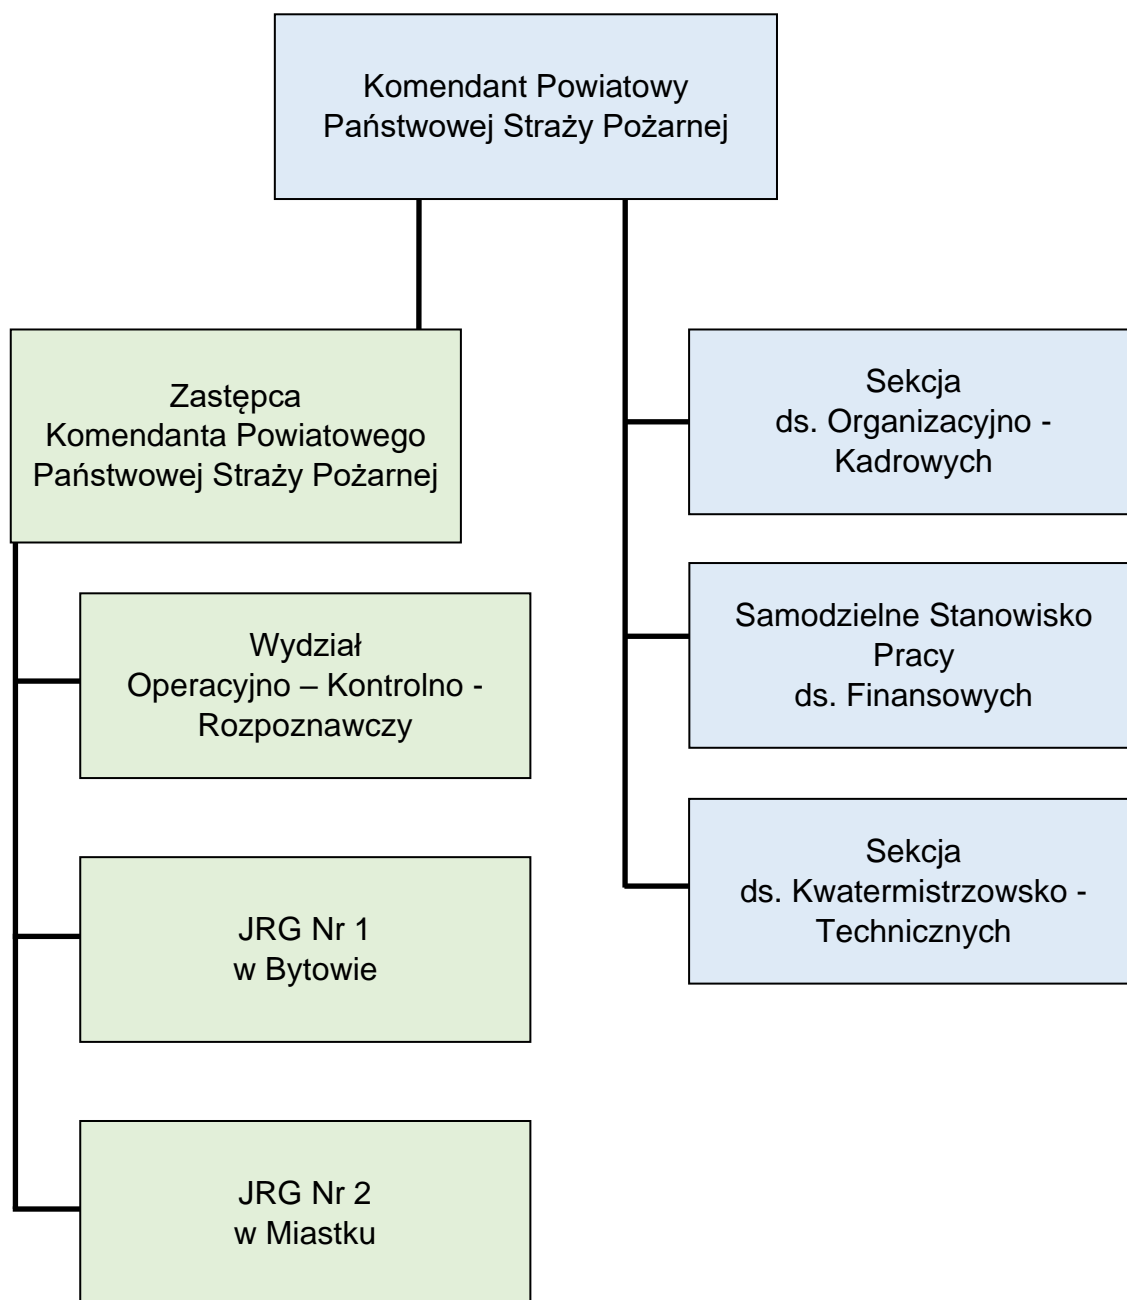 Komendant Powiatowy
Państwowej Straży Pożarnej
Zastępca
Komendanta Powiatowego
Państwowej Straży Pożarnej
Wydział
Operacyjno – Kontrolno -
Rozpoznawczy
JRG Nr 1
w Bytowie
JRG Nr 2
w Miastku
Sekcja
ds. Organizacyjno -
Kadrowych
Samodzielne Stanowisko
Pracy
ds. Finansowych
Sekcja
ds. Kwatermistrzowsko -
Technicznych